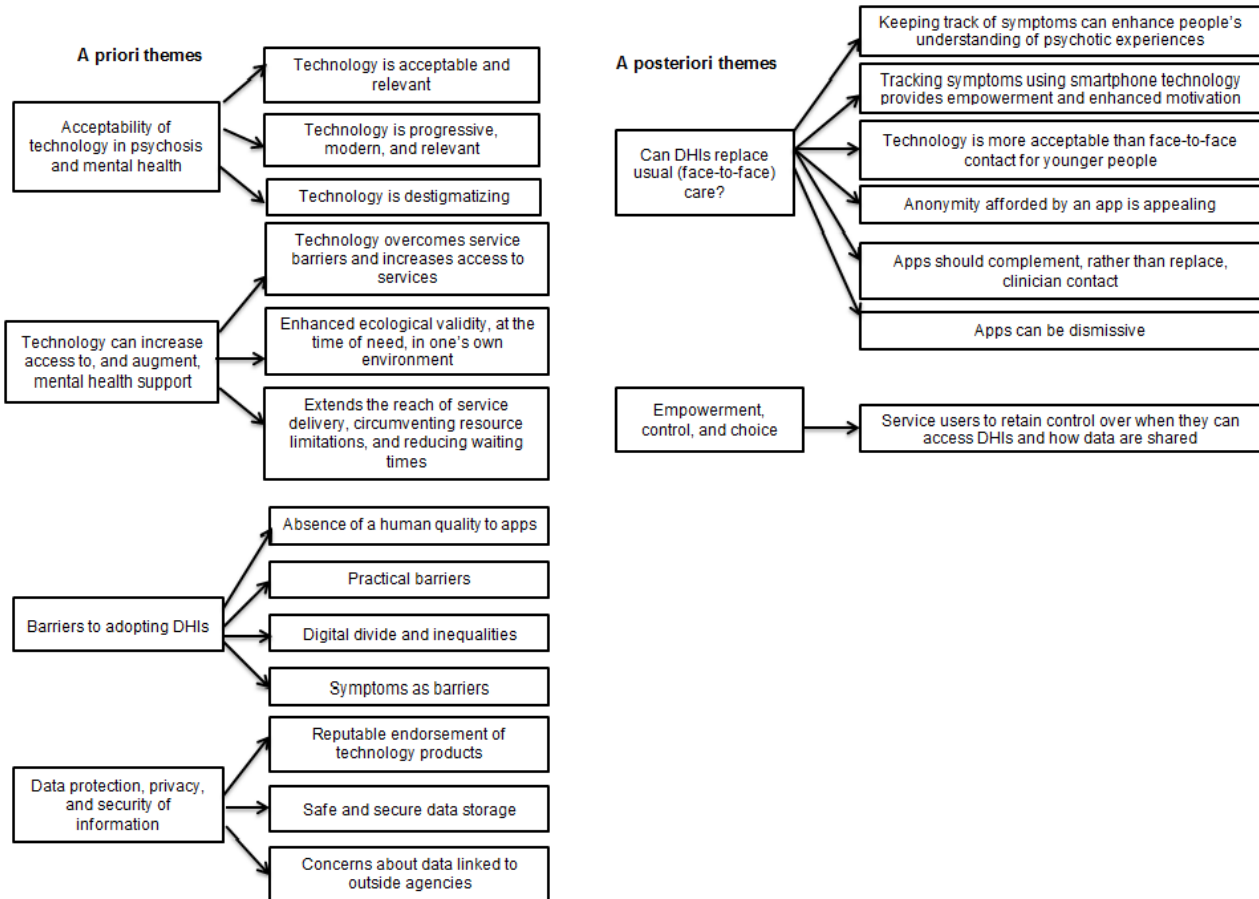 A priori themes
Acceptability of
technology in psychosis
and mental health
Technology is acceptable and
relevant
Technology is progressive,
modern, and relevant
Technology is destigmatizing
Technology can increase
access to, and augment,
mental health support
Technology overcomes service
barriers and increases access to
services
Enhanced ecological validity, at the
time of need, in one's own
environment
Extends the reach of service
delivery, circumventing resource
limitations, and reducing waiting
times
Barriers to adopting DHIs
Absence of a human quality to apps
Practical barriers
Digital divide and inequalities
Symptoms as barriers
Data protection, privacy,
and security of
information
Reputable endorsement of
technology products
Safe and secure data storage
Concerns about data linked to
outside agencies
A posteriori themes
Can DHIs replace
usual (face-to-face)
care?
Keeping track of symptoms can enhance people's
understanding of psychotic experiences
Tracking symptoms using smartphone technology
provides empowerment and enhanced motivation
Technology is more acceptable than face-to-face
contact for younger people
Anonymity afforded by an app is appealing
Apps should complement, rather than replace,
clinician contact
Apps can be dismissive
Empowerment,
control, and choice
Service users to retain control over when they can
access DHIs and how data are shared